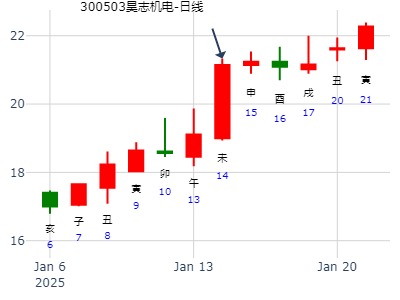 300503昊志机电-日线
22
20
18
16
亥
6
子
7
丑
8
寅
9
卯
10
午
13
未
14
申
15
酉
16
戌
17
丑
20
寅
21
Jan 6
2025
Jan 13
Jan 20